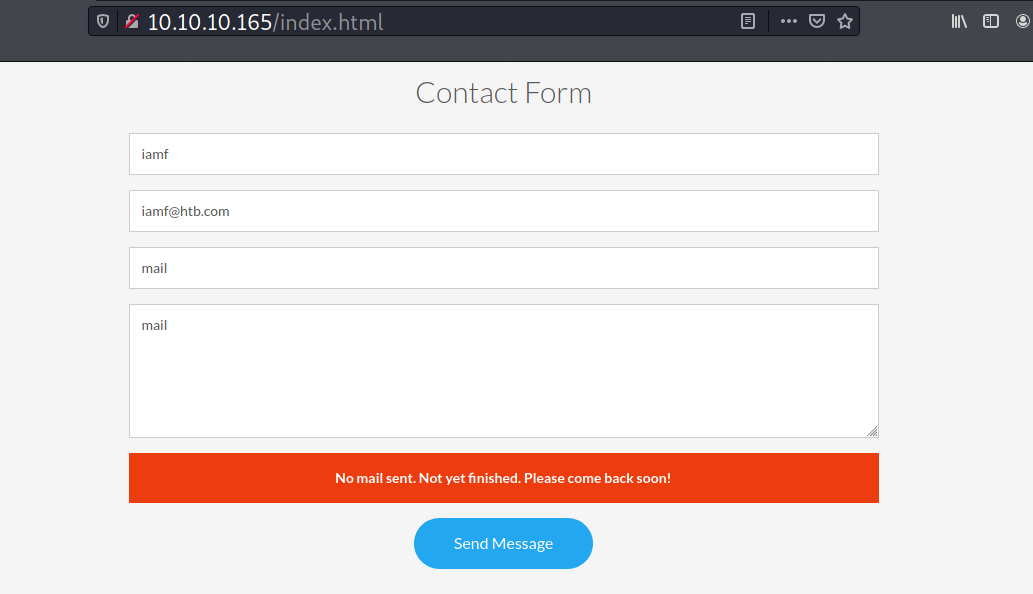 10.10.10.165/index.html
Contact Form
iamf
iamf@htb.com
mail
mail
No mail sent. Not yet finished. Please come back soon!
Send Message